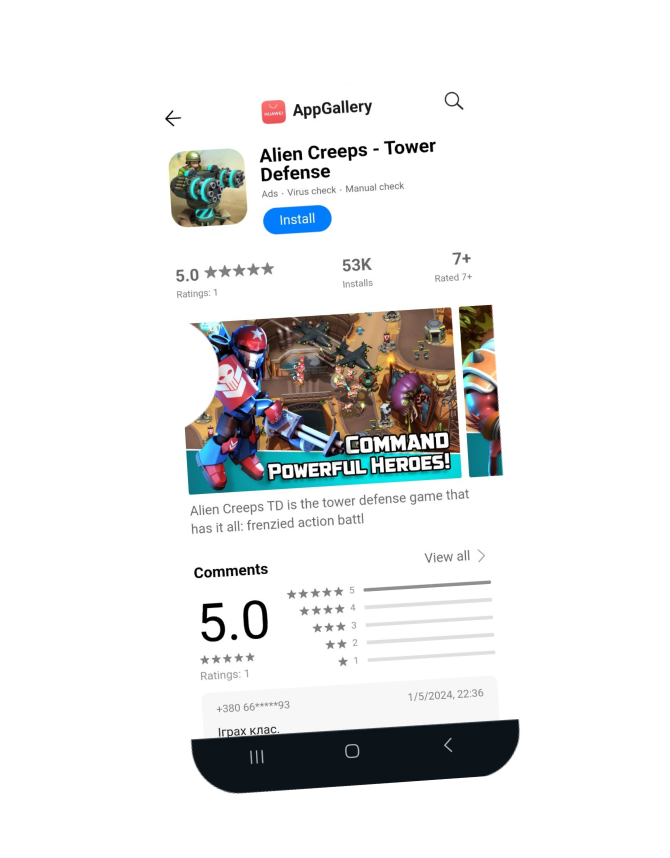 HUAWEI
AppGallery
Alien Creeps - Tower
Defense
Ads · Virus check · Manual check
Install
5.0
Ratings: 1
53K
Installs
7+
Rated 7+
COMMAND
POWERFUL HEROES!
Alien Creeps TD is the tower defense game that
has it all: frenzied action battl
Comments
View all
5.0
Ratings: 1
5
4
3
2
1
+380 66*****93
1/5/2024, 22:36
Іграх клас.